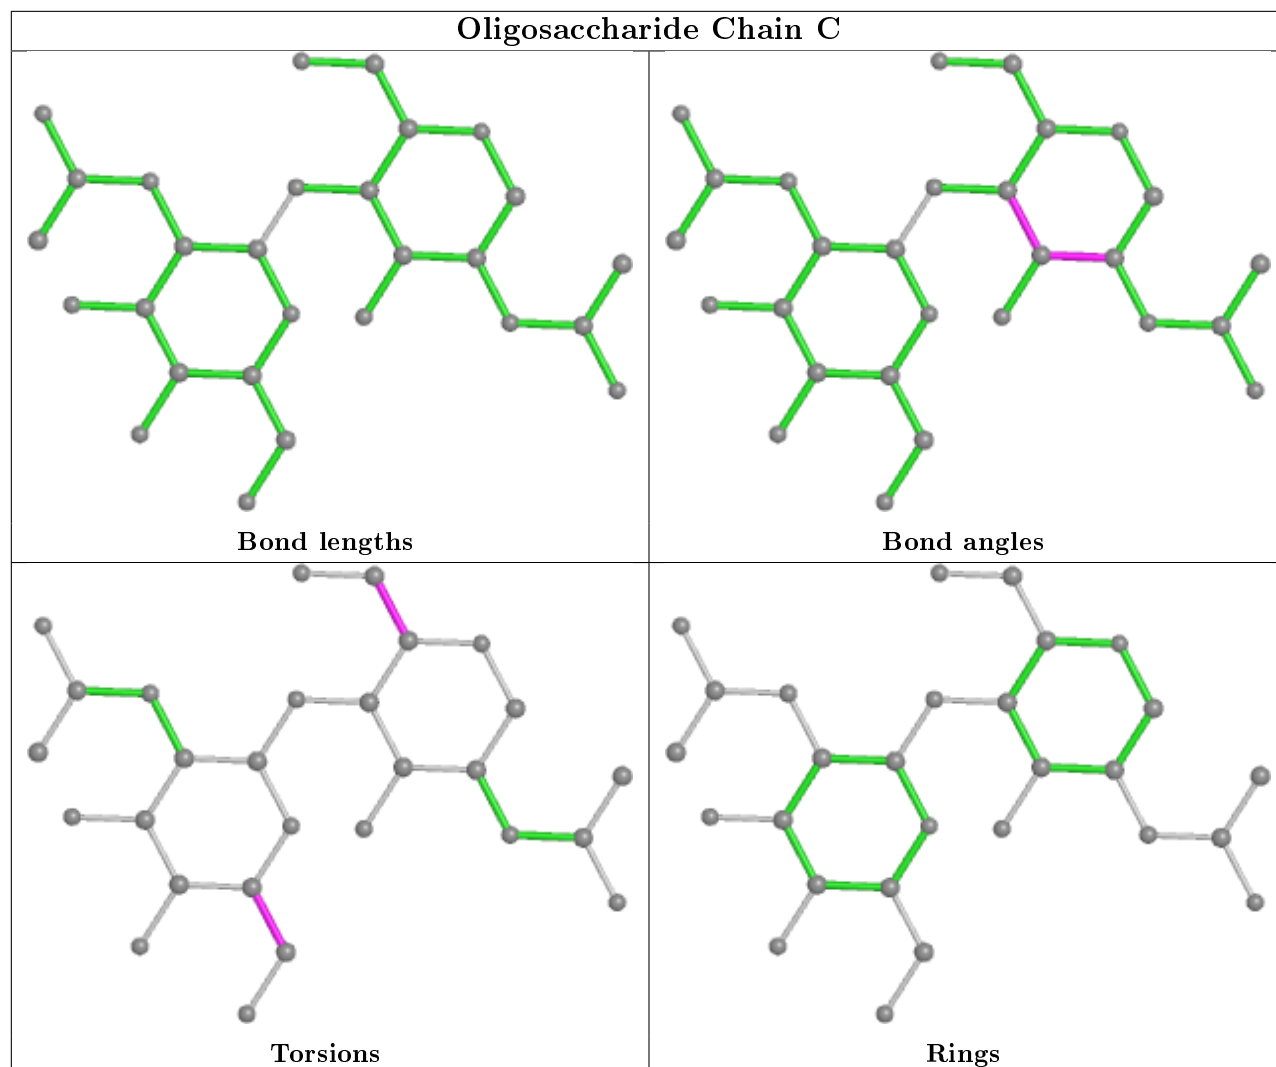 Oligosaccharide Chain C
Bond lengths
Bond angles
Torsions
Rings